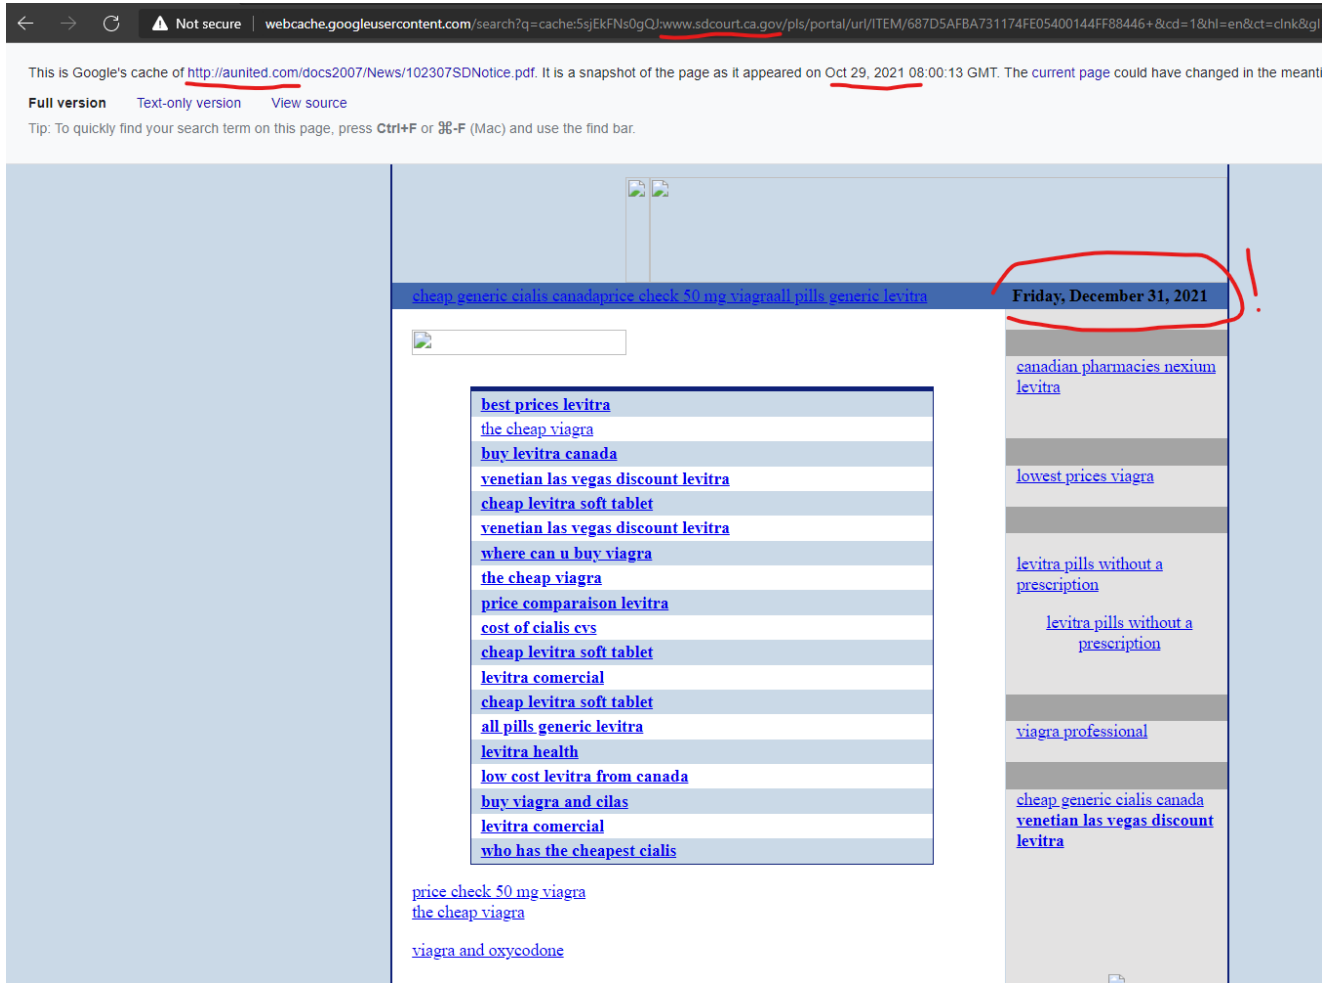 Not secure | webcache.googleusercontent.com/search?q=cache:5sjEkFNs0gQJ:www.sdcourt.ca.gov/pls/portal/url/ITEM/687D5AFBA731174FE05400144FF88446+&cd=1&hl=en&ct=clnk&gl
This is Google's cache of http://aunited.com/docs2007/News/102307SDNotice.pdf. It is a snapshot of the page as it appeared on Oct 29, 2021 08:00:13 GMT. The current page could have changed in the meanti
Full version Text-only version View source
Tip: To quickly find your search term on this page, press Ctrl+F or ⌘-F (Mac) and use the find bar.
cheap generic cialis canadaprice check 50 mg viagraall pills generic levitra
Friday, December 31, 2021 !
best prices levitra
the cheap viagra
buy levitra canada
venetian las vegas discount levitra
cheap levitra soft tablet
venetian las vegas discount levitra
where can u buy viagra
the cheap viagra
price comparaison levitra
cost of cialis cvs
cheap levitra soft tablet
levitra comercial
cheap levitra soft tablet
all pills generic levitra
levitra health
low cost levitra from canada
buy viagra and cilas
levitra comercial
who has the cheapest cialis
price check 50 mg viagra
the cheap viagra
viagra and oxycodone
canadian pharmacies nexium
levitra
lowest prices viagra
levitra pills without a
prescription
levitra pills without a
prescription
viagra professional
cheap generic cialis canada
venetian las vegas discount
levitra